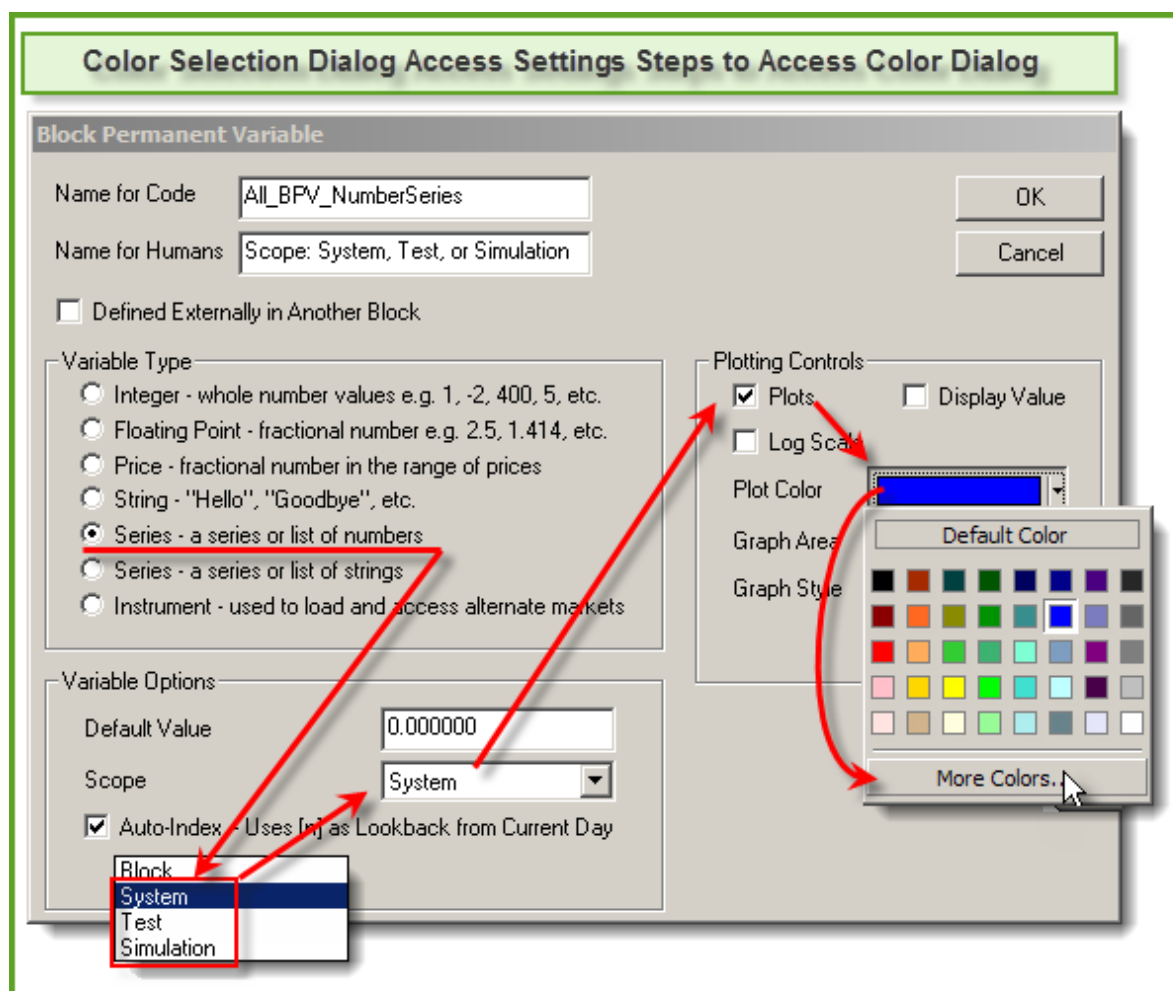 Color Selection Dialog Access Settings Steps to Access Color Dialog
Block Permanent Variable
Name for Code
All_BPV_NumberSeries
OK
Name for Humans
Scope: System, Test, or Simulation
Cancel
Defined Externally in Another Block
Variable Type
Integer - whole number values e.g. 1, -2, 400, 5, etc.
Floating Point - fractional number e.g. 2.5, 1.414, etc.
Price - fractional number in the range of prices
String - "Hello", "Goodbye", etc.
Series - a series or list of numbers
Series - a series or list of strings
Instrument - used to load and access alternate markets
Plotting Controls
Plots
Display Value
Log Scale
Plot Color
Graph Area
Graph Style
Default Color
More Colors...
Variable Options
Default Value
0.000000
Scope
System
Auto-Index - Uses [n] as Lookback from Current Day
Block
System
Test
Simulation